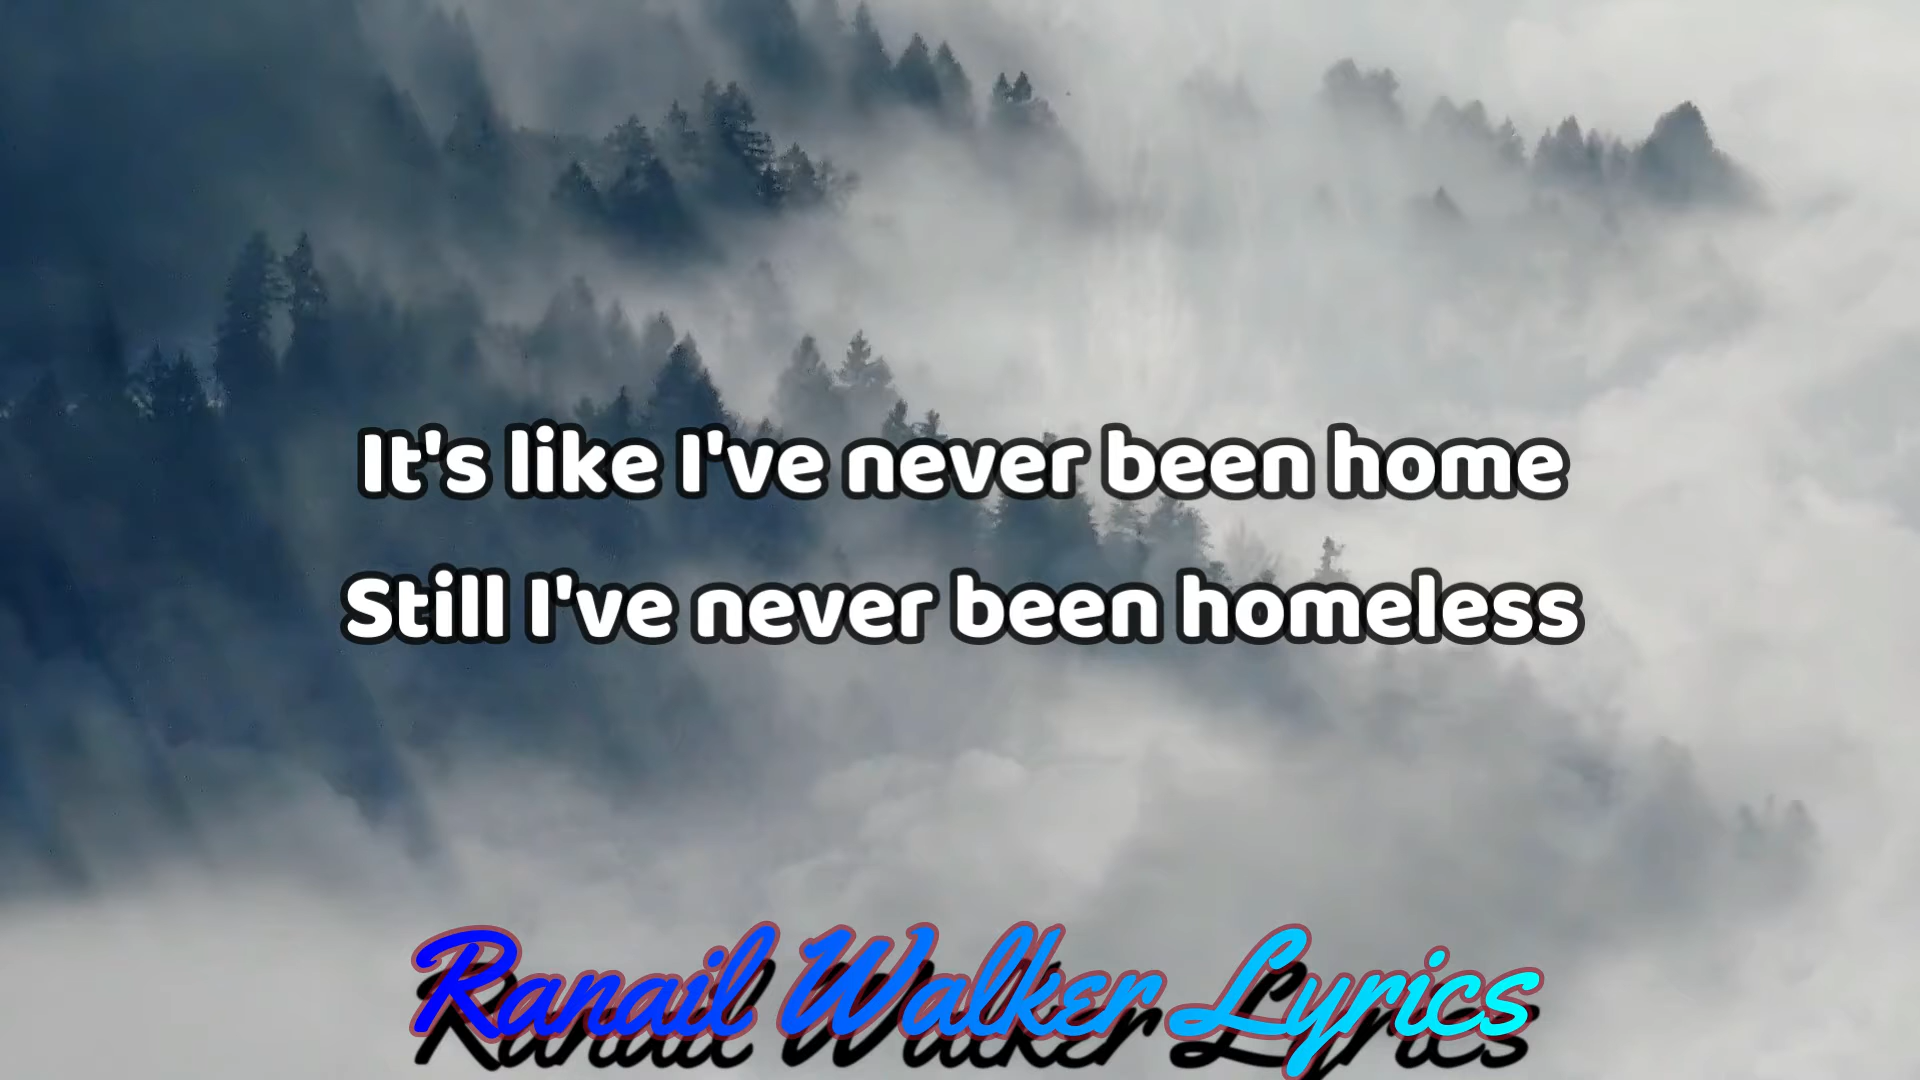 It's like I've never been home
Still I've never been homeless
Ranail Walker Lyrics